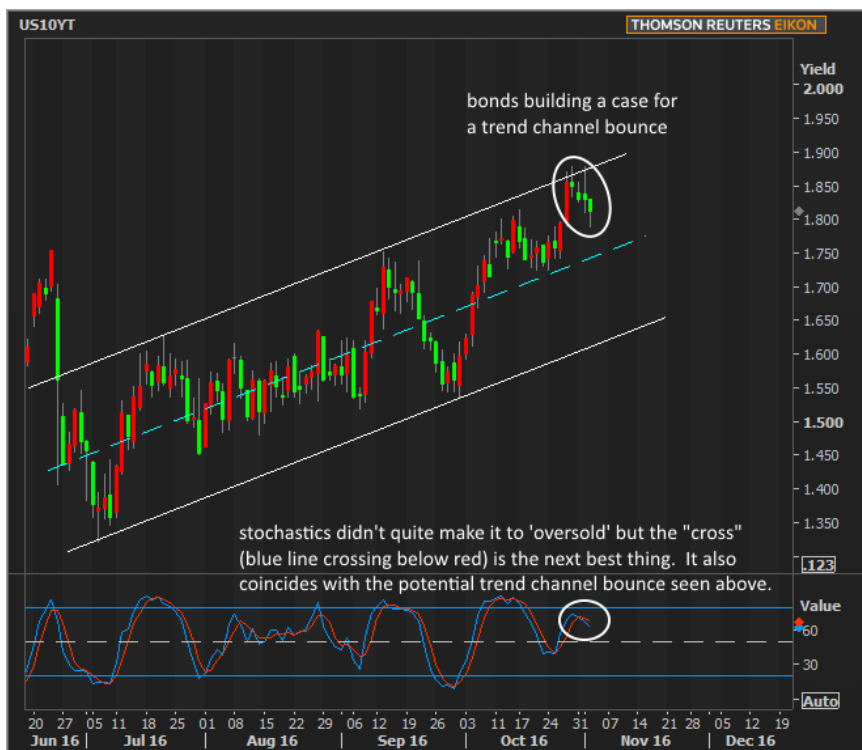 US10YT
THOMSON REUTERS EIKON
Yield
2.000
bonds building a case for
a trend channel bounce
1.950
1.900
1.850
1.800
1.750
1.700
1.650
1.600
1.550
1.500
1.450
1.400
1.350
stochastics didn't quite make it to 'oversold' but the "cross"
(blue line crossing below red) is the next best thing.  It also
coincides with the potential trend channel bounce seen above.
.123
Value
60
30
Auto
20 27 05 11 18 25 01 08 15 22 29 06 12 19 26 03 11 17 24 31 07 14 21 28 05 12 19
Jun 16 Jul 16 Aug 16 Sep 16 Oct 16 Nov 16 Dec 16